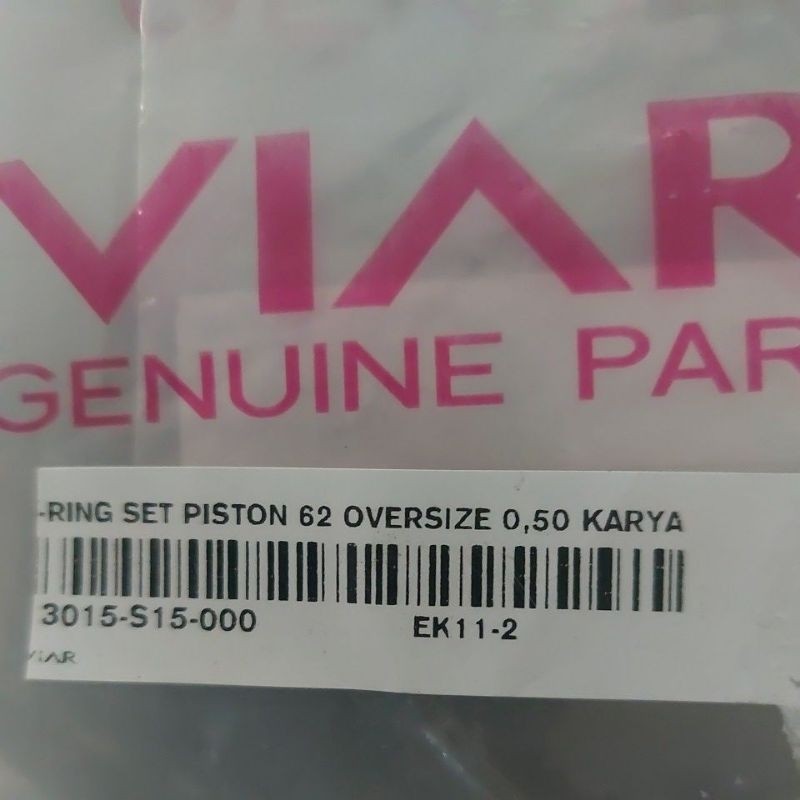 VIAR
GENUINE PAR
-RING SET PISTON 62 OVERSIZE 0,50 KARYA
3015-S15-000 EK11-2
VIAR